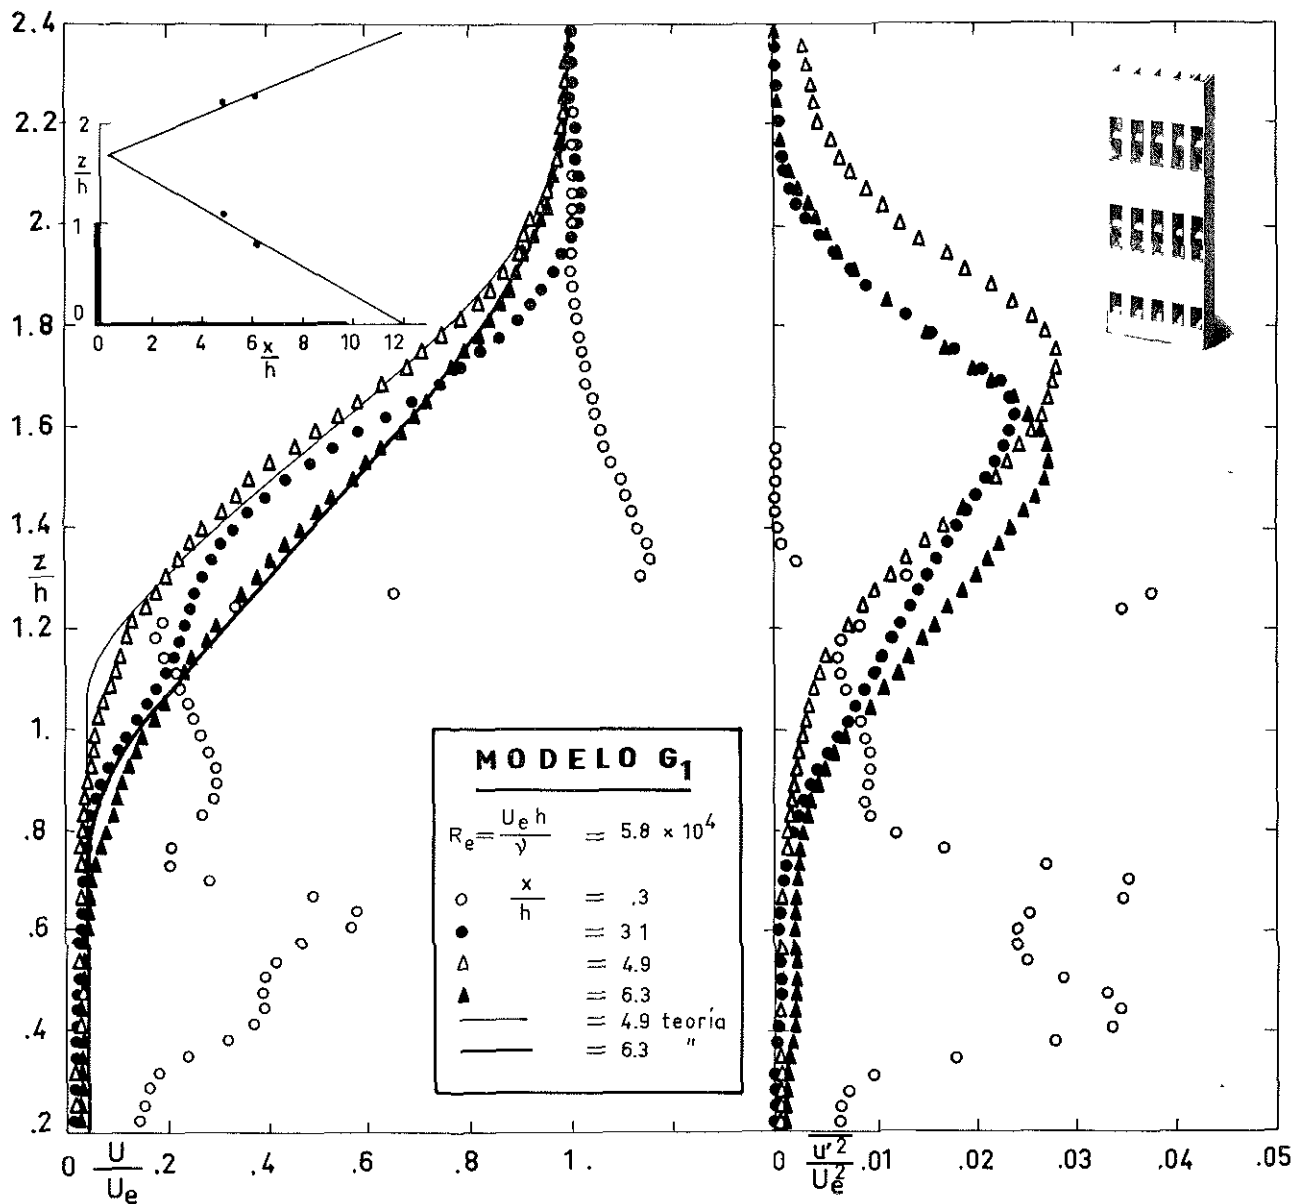 2.4
2.2
2.
1.8
1.6
1.4
z/h
1.2
1.
.8
.6
.4
.2
2
z/h
1
0
0 2 4 6 8 10 12
x/h
MODELO G₁
Rₑ = Uₑ h / ν = 5.8 × 10⁴
○ x/h = .3
● = 3 1
△ = 4.9
▲ = 6.3
= 4.9 teoría
= 6.3 "
0 U/Uₑ .2 .4 .6 .8 1.
0 u'²/Uₑ² .01 .02 .03 .04 .05